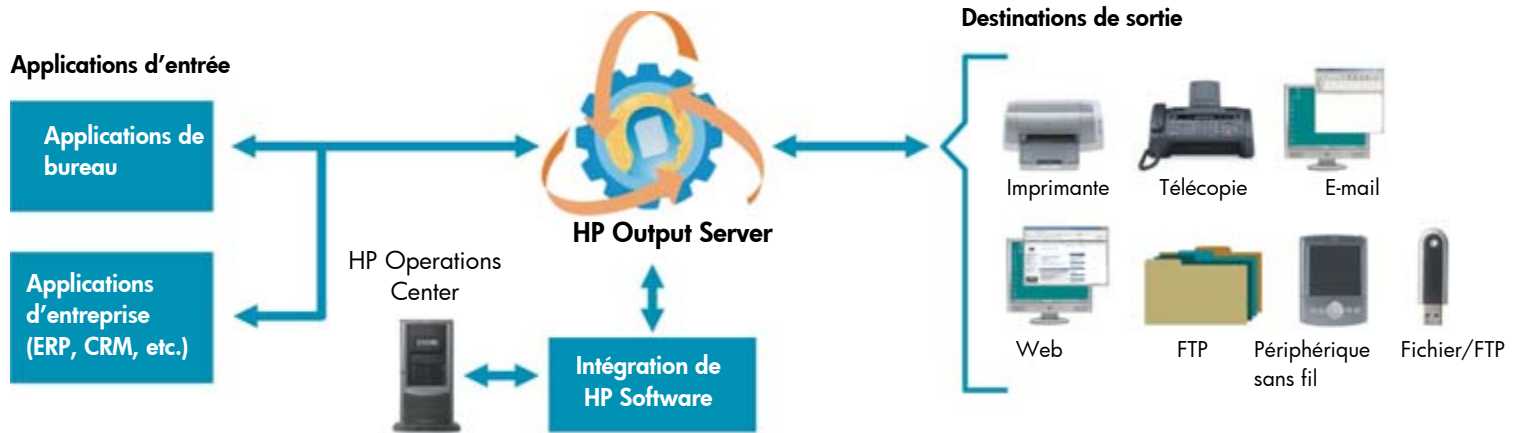 Destinations de sortie
Applications d'entrée
Applications de
bureau
Imprimante
Télécopie
E-mail
HP Output Server
HP Operations
Center
Applications
d'entreprise
(ERP, CRM, etc.)
Intégration de
HP Software
Web
FTP
Périphérique
sans fil
Fichier/FTP